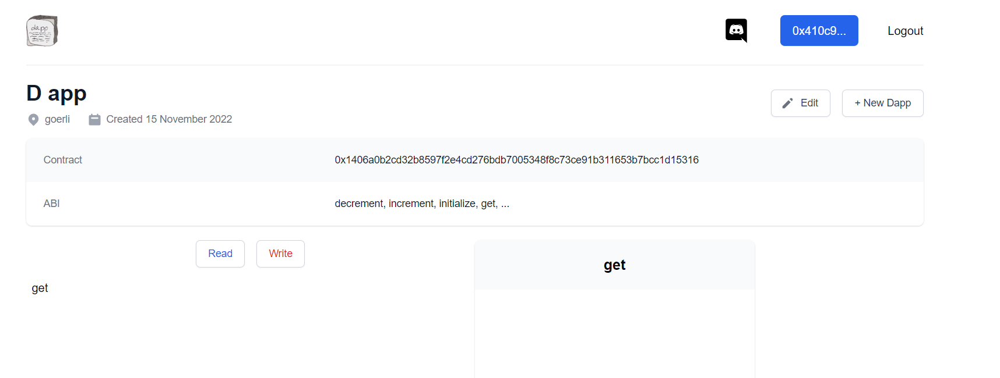 dapp
0x410c9...
Logout
D app
goerli
Created 15 November 2022
Edit
+ New Dapp
Contract
0x1406a0b2cd32b8597f2e4cd276bdb7005348f8c73ce91b311653b7bcc1d15316
ABI
decrement, increment, initialize, get, ...
Read
Write
get
get